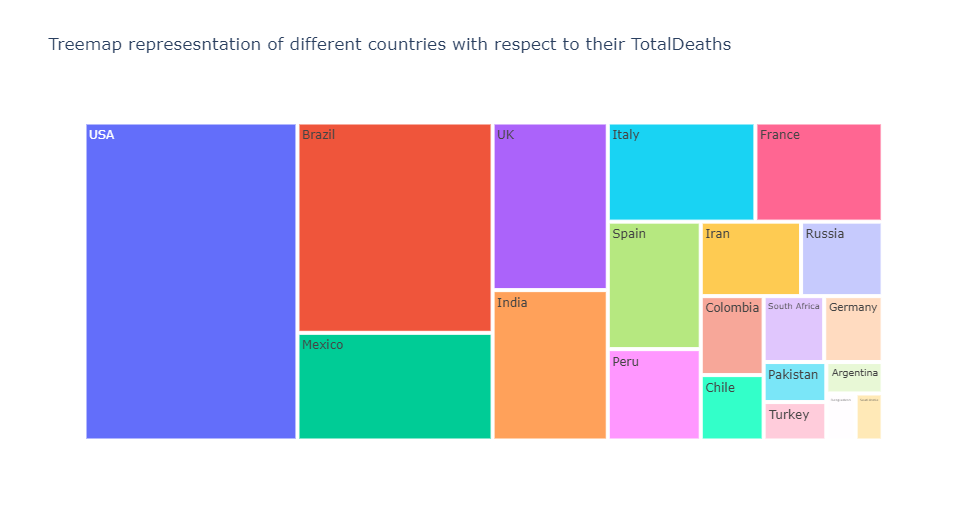 Treemap represesntation of different countries with respect to their TotalDeaths
USA
Brazil
UK
Italy
France
Spain
Iran
Russia
Mexico
India
Colombia
South Africa
Germany
Peru
Pakistan
Argentina
Chile
Turkey